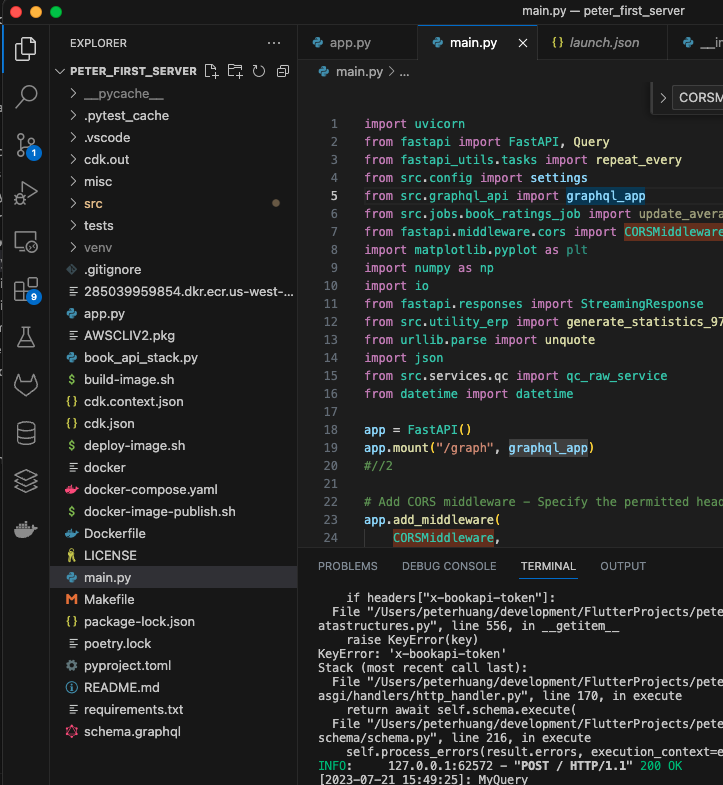 main.py — peter_first_server
EXPLORER
PETER_FIRST_SERVER
__pycache__
.pytest_cache
.vscode
cdk.out
misc
src
tests
venv
.gitignore
285039959854.dkr.ecr.us-west-...
app.py
AWSCLIV2.pkg
book_api_stack.py
build-image.sh
cdk.context.json
cdk.json
deploy-image.sh
docker
docker-compose.yaml
docker-image-publish.sh
Dockerfile
LICENSE
main.py
Makefile
package-lock.json
poetry.lock
pyproject.toml
README.md
requirements.txt
schema.graphql
1
9
app.py
main.py
launch.json
__in
main.py > ...
CORSM
1 import uvicorn
2 from fastapi import FastAPI, Query
3 from fastapi_utils.tasks import repeat_every
4 from src.config import settings
5 from src.graphql_api import graphql_app
6 from src.jobs.book_ratings_job import update_avera
7 from fastapi.middleware.cors import CORSMiddleware
8 import matplotlib.pyplot as plt
9 import numpy as np
10 import io
11 from fastapi.responses import StreamingResponse
12 from src.utility_erp import generate_statistics_97
13 from urllib.parse import unquote
14 import json
15 from src.services.qc import qc_raw_service
16 from datetime import datetime
17
18 app = FastAPI()
19 app.mount("/graph", graphql_app)
20 #//2
21
22 # Add CORS middleware - Specify the permitted head
23 app.add_middleware(
24 CORSMiddleware,
PROBLEMS DEBUG CONSOLE TERMINAL OUTPUT
if headers["x-bookapi-token"]:
File "/Users/peterhuang/development/FlutterProjects/pete
atastructures.py", line 556, in __getitem__
raise KeyError(key)
KeyError: 'x-bookapi-token'
Stack (most recent call last):
File "/Users/peterhuang/development/FlutterProjects/pete
asgi/handlers/http_handler.py", line 170, in execute
return await self.schema.execute(
File "/Users/peterhuang/development/FlutterProjects/pete
schema/schema.py", line 216, in execute
self.process_errors(result.errors, execution_context=e
INFO: 127.0.0.1:62572 - "POST / HTTP/1.1" 200 OK
[2023-07-21 15:49:25]: MyQuery